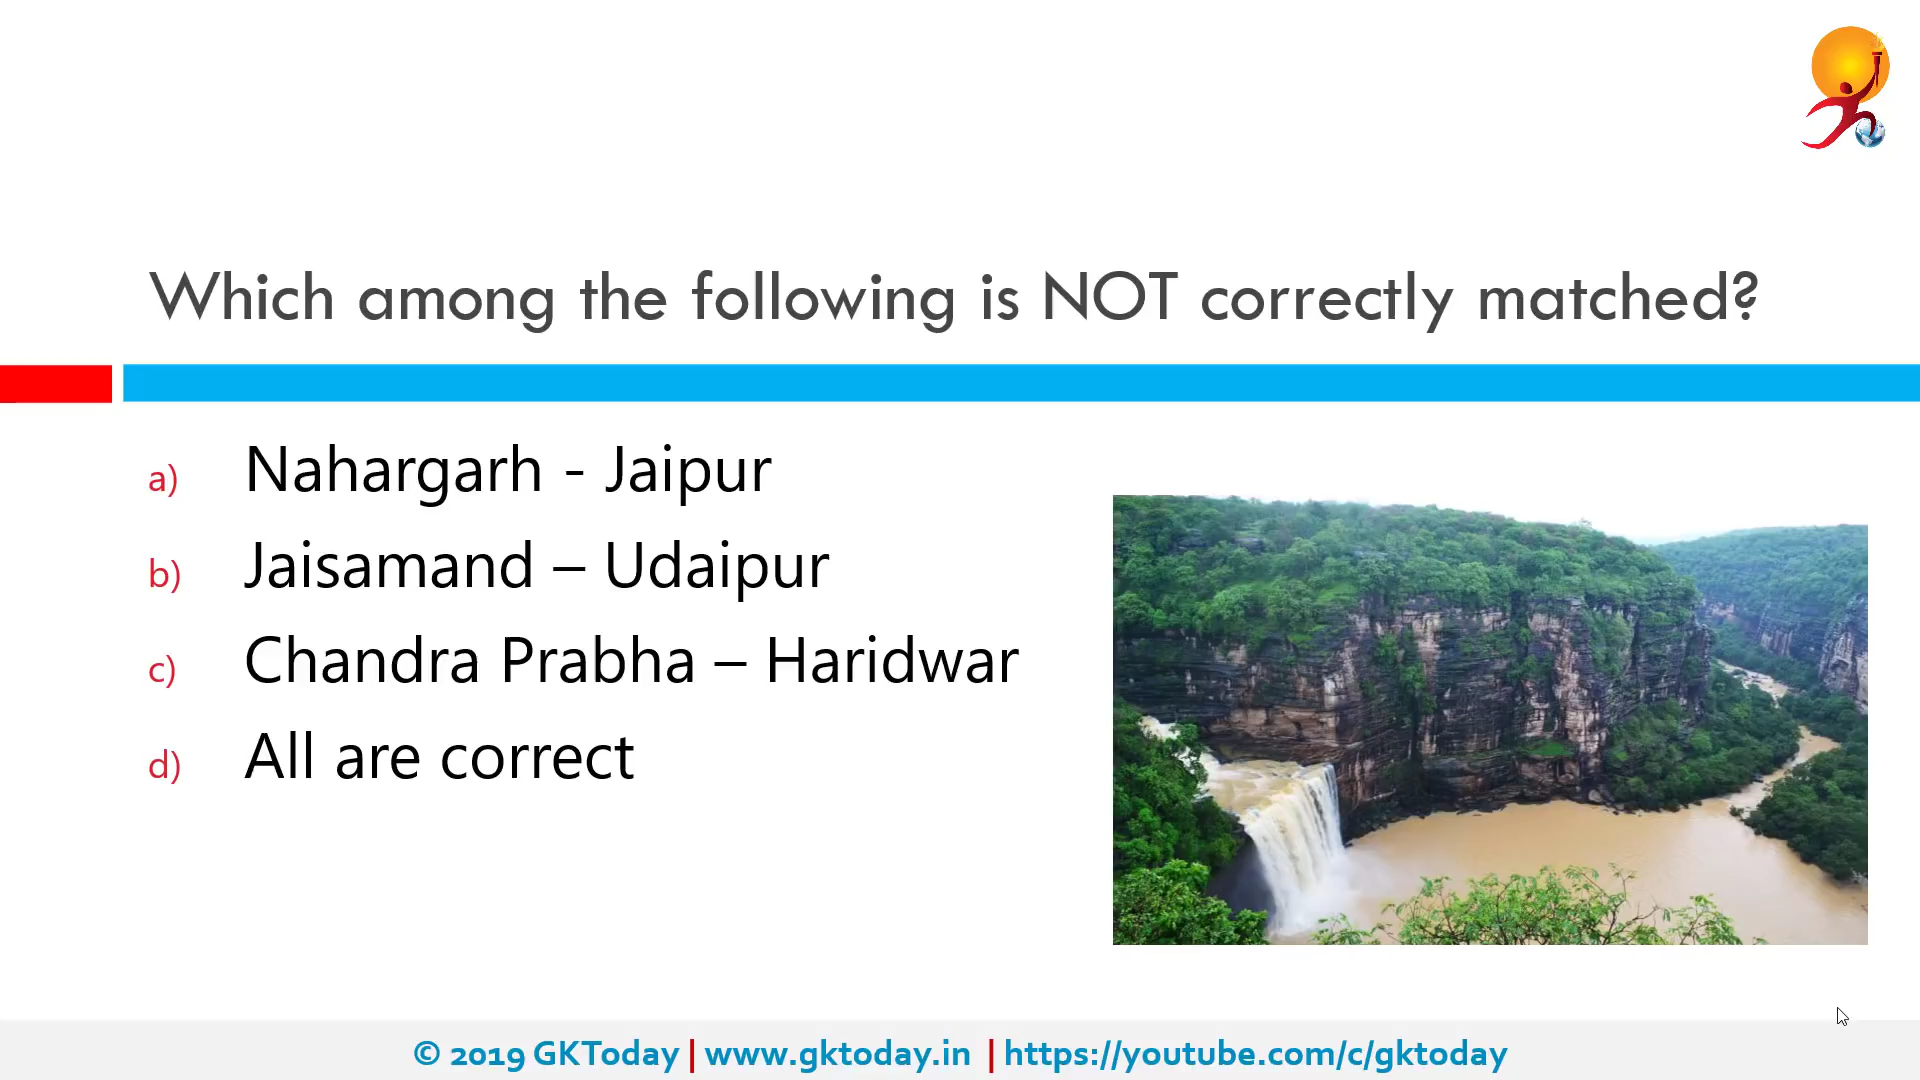 Which among the following is NOT correctly matched?
a) Nahargarh - Jaipur
b) Jaisamand – Udaipur
c) Chandra Prabha – Haridwar
d) All are correct
© 2019 GKToday | www.gktoday.in | https://youtube.com/c/gktoday